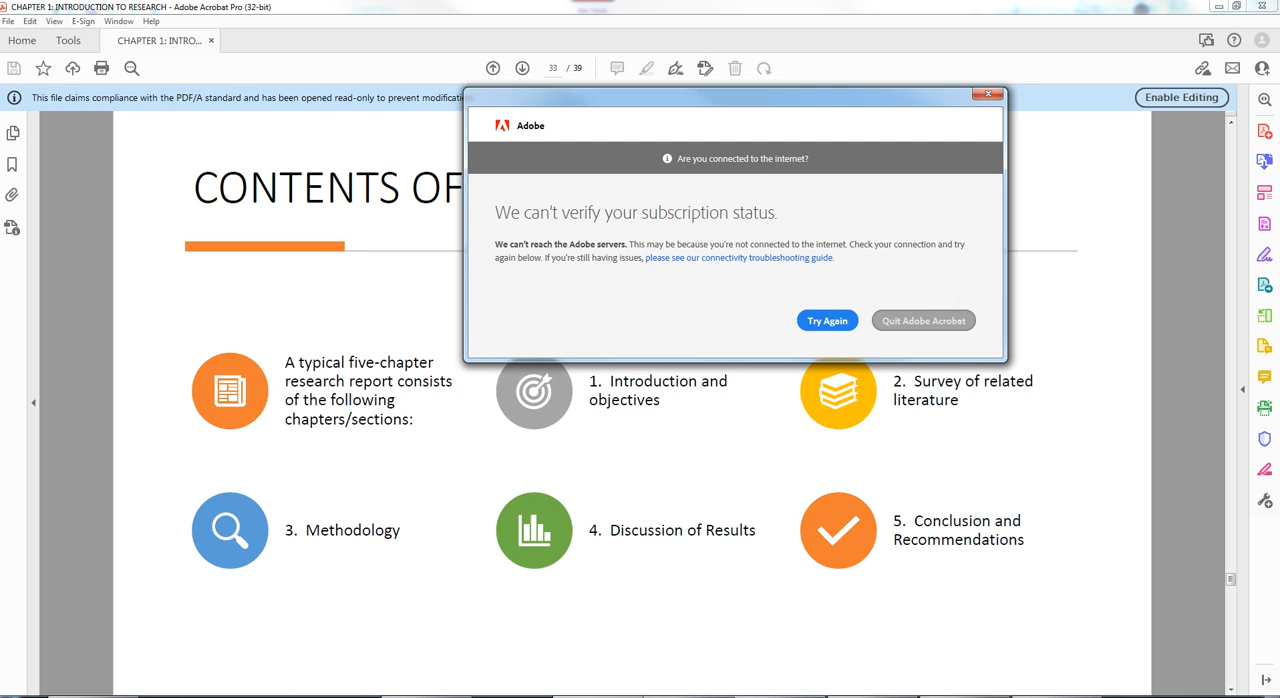 CHAPTER 1: INTRODUCTION TO RESEARCH - Adobe Acrobat Pro (32-bit)
File Edit View E-Sign Window Help
Home Tools CHAPTER 1: INTRO... ×
33 / 39
This file claims compliance with the PDF/A standard and has been opened read-only to prevent modificati
Enable Editing
Adobe
Are you connected to the internet?
We can't verify your subscription status.
We can't reach the Adobe servers. This may be because you're not connected to the internet. Check your connection and try
again below. If you're still having issues, please see our connectivity troubleshooting guide.
Try Again Quit Adobe Acrobat
CONTENTS OF
A typical five-chapter
research report consists
of the following
chapters/sections:
1. Introduction and
objectives
2. Survey of related
literature
3. Methodology
4. Discussion of Results
5. Conclusion and
Recommendations